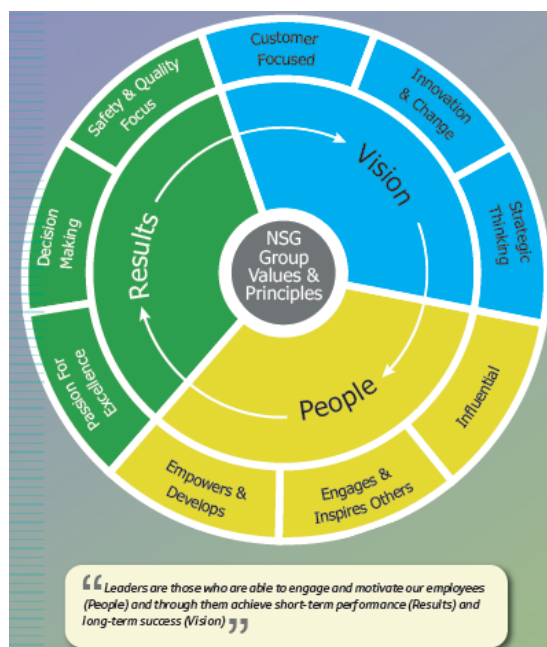 Customer
Focused
Innovation
& Change
Strategic
Thinking
Influential
Engages &
Inspires Others
Empowers &
Develops
Passion For
Excellence
Decision
Making
Safety & Quality
Focus
Vision
People
Results
NSG
Group
Values &
Principles
“Leaders are those who are able to engage and motivate our employees
(People) and through them achieve short-term performance (Results) and
long-term success (Vision)”